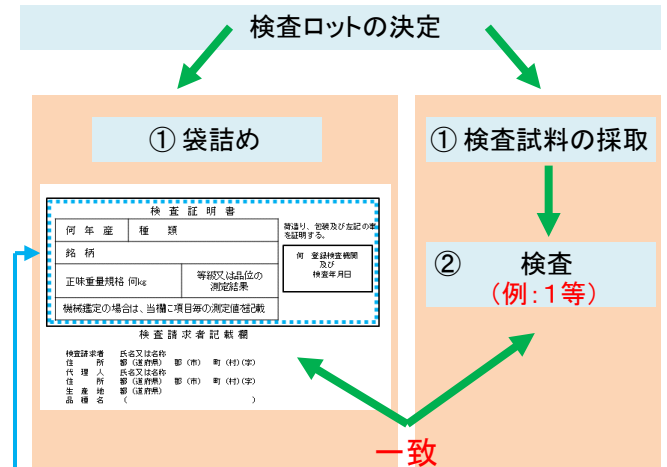 検査ロットの決定
① 袋詰め
検査証明書
何年産 種類
銘柄
正味重量規格 何kg 等級又は品位の
測定結果
機械鑑定の場合は、当欄に項目毎の測定値を記載
荷造り、包装及び左記の事
を証明する。
何 登録検査機関
及び
検査年月日
検査請求者記載欄
検査請求者 氏名又は名称
住所 都(道府県) 郡(市) 町(村)(字)
代理人 氏名又は名称
住所 都(道府県) 郡(市) 町(村)(字)
生産地 都(道府県)
品種名 ( )
① 検査試料の採取
② 検査
(例:1等)
一致